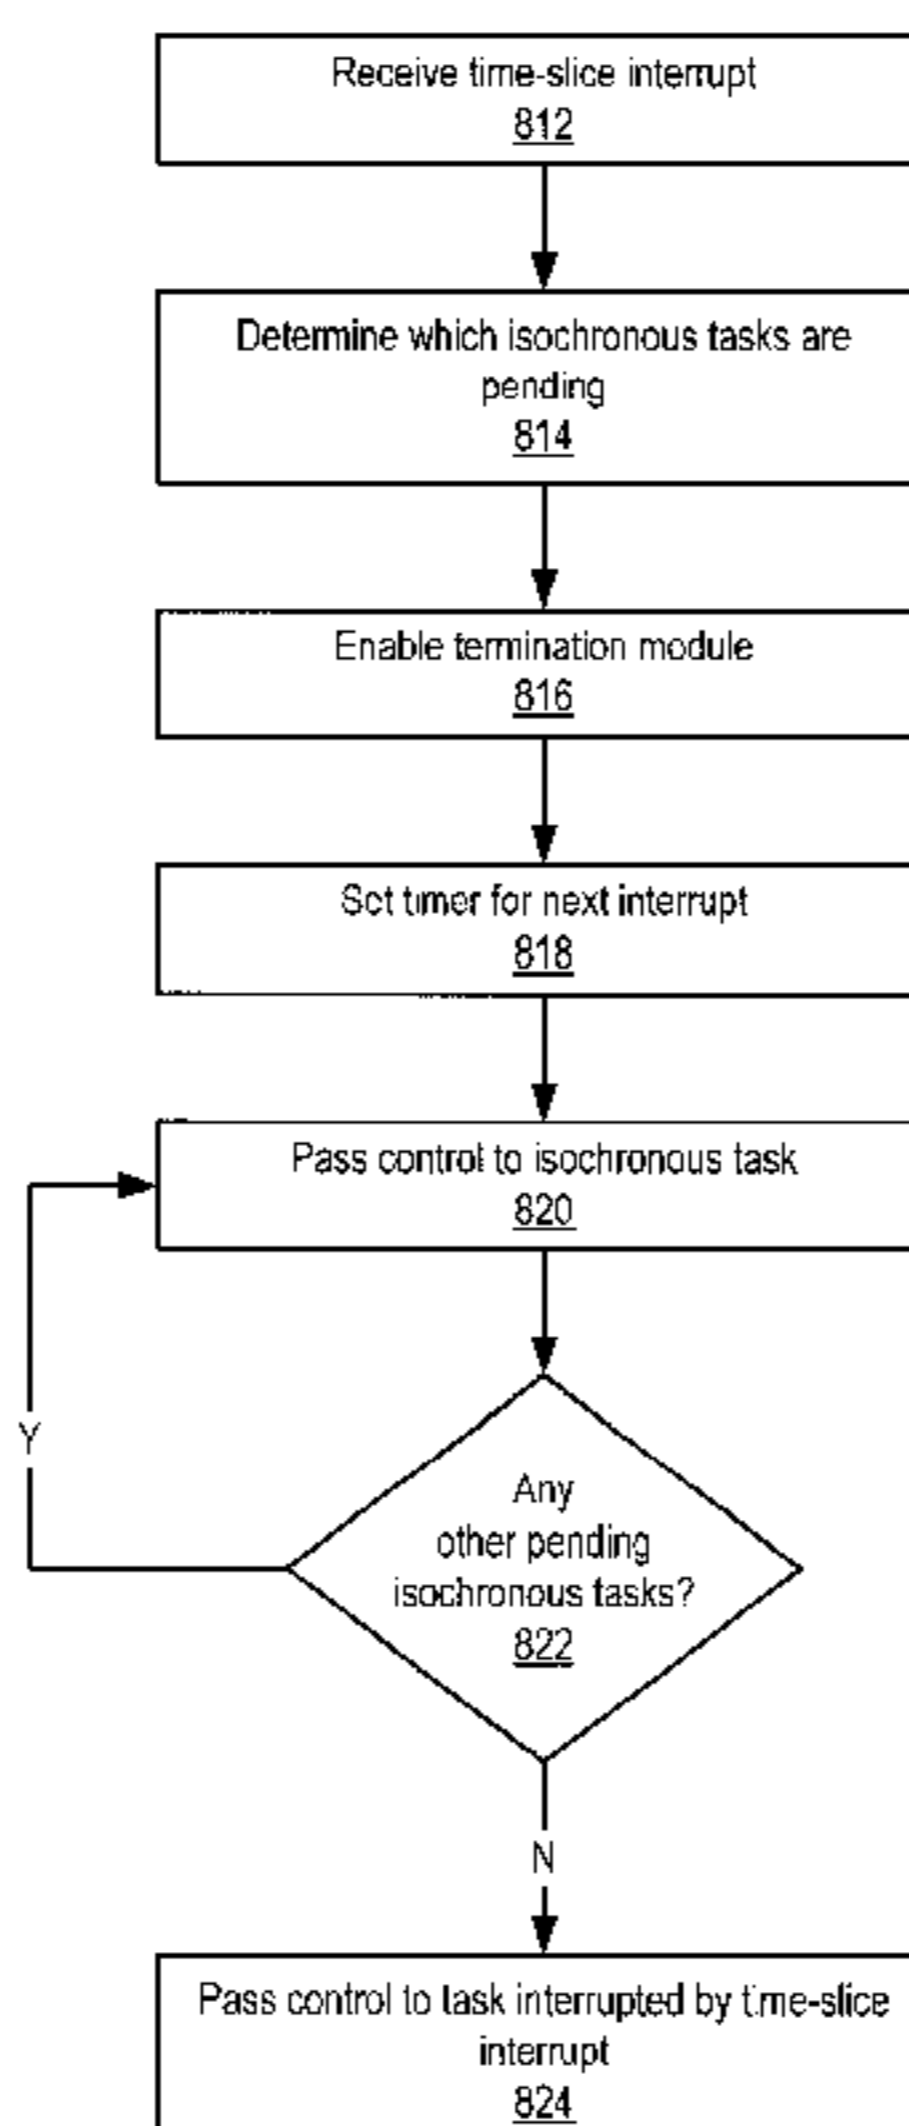 Receive time-slice interrupt
812
Determine which isochronous tasks are
pending
814
Enable termination module
816
Set timer for next interrupt
818
Pass control to isochronous task
820
Y
Any
other pending
isochronous tasks?
822
N
Pass control to task interrupted by time-slice
interrupt
824